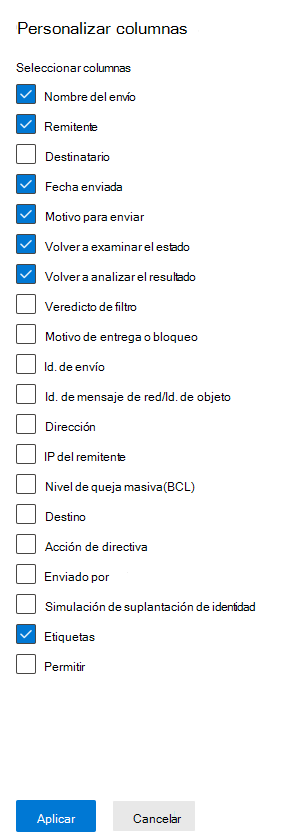 Personalizar columnas
Seleccionar columnas
Nombre del envío
Remitente
Destinatario
Fecha enviada
Motivo para enviar
Volver a examinar el estado
Volver a analizar el resultado
Veredicto de filtro
Motivo de entrega o bloqueo
Id. de envío
Id. de mensaje de red/Id. de objeto
Dirección
IP del remitente
Nivel de queja masiva(BCL)
Destino
Acción de directiva
Enviado por
Simulación de suplantación de identidad
Etiquetas
Permitir
Aplicar Cancelar